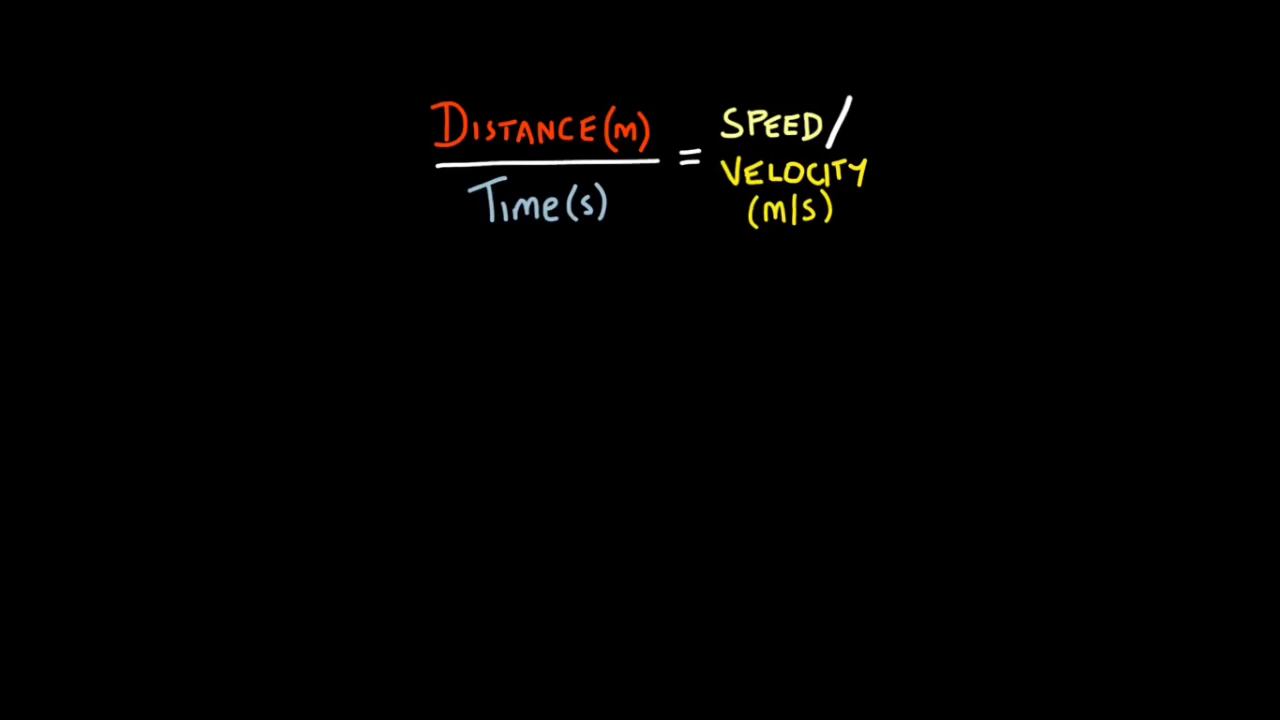 DISTANCE(m)
Time(s)
=
SPEED/
VELOCITY
(m/s)